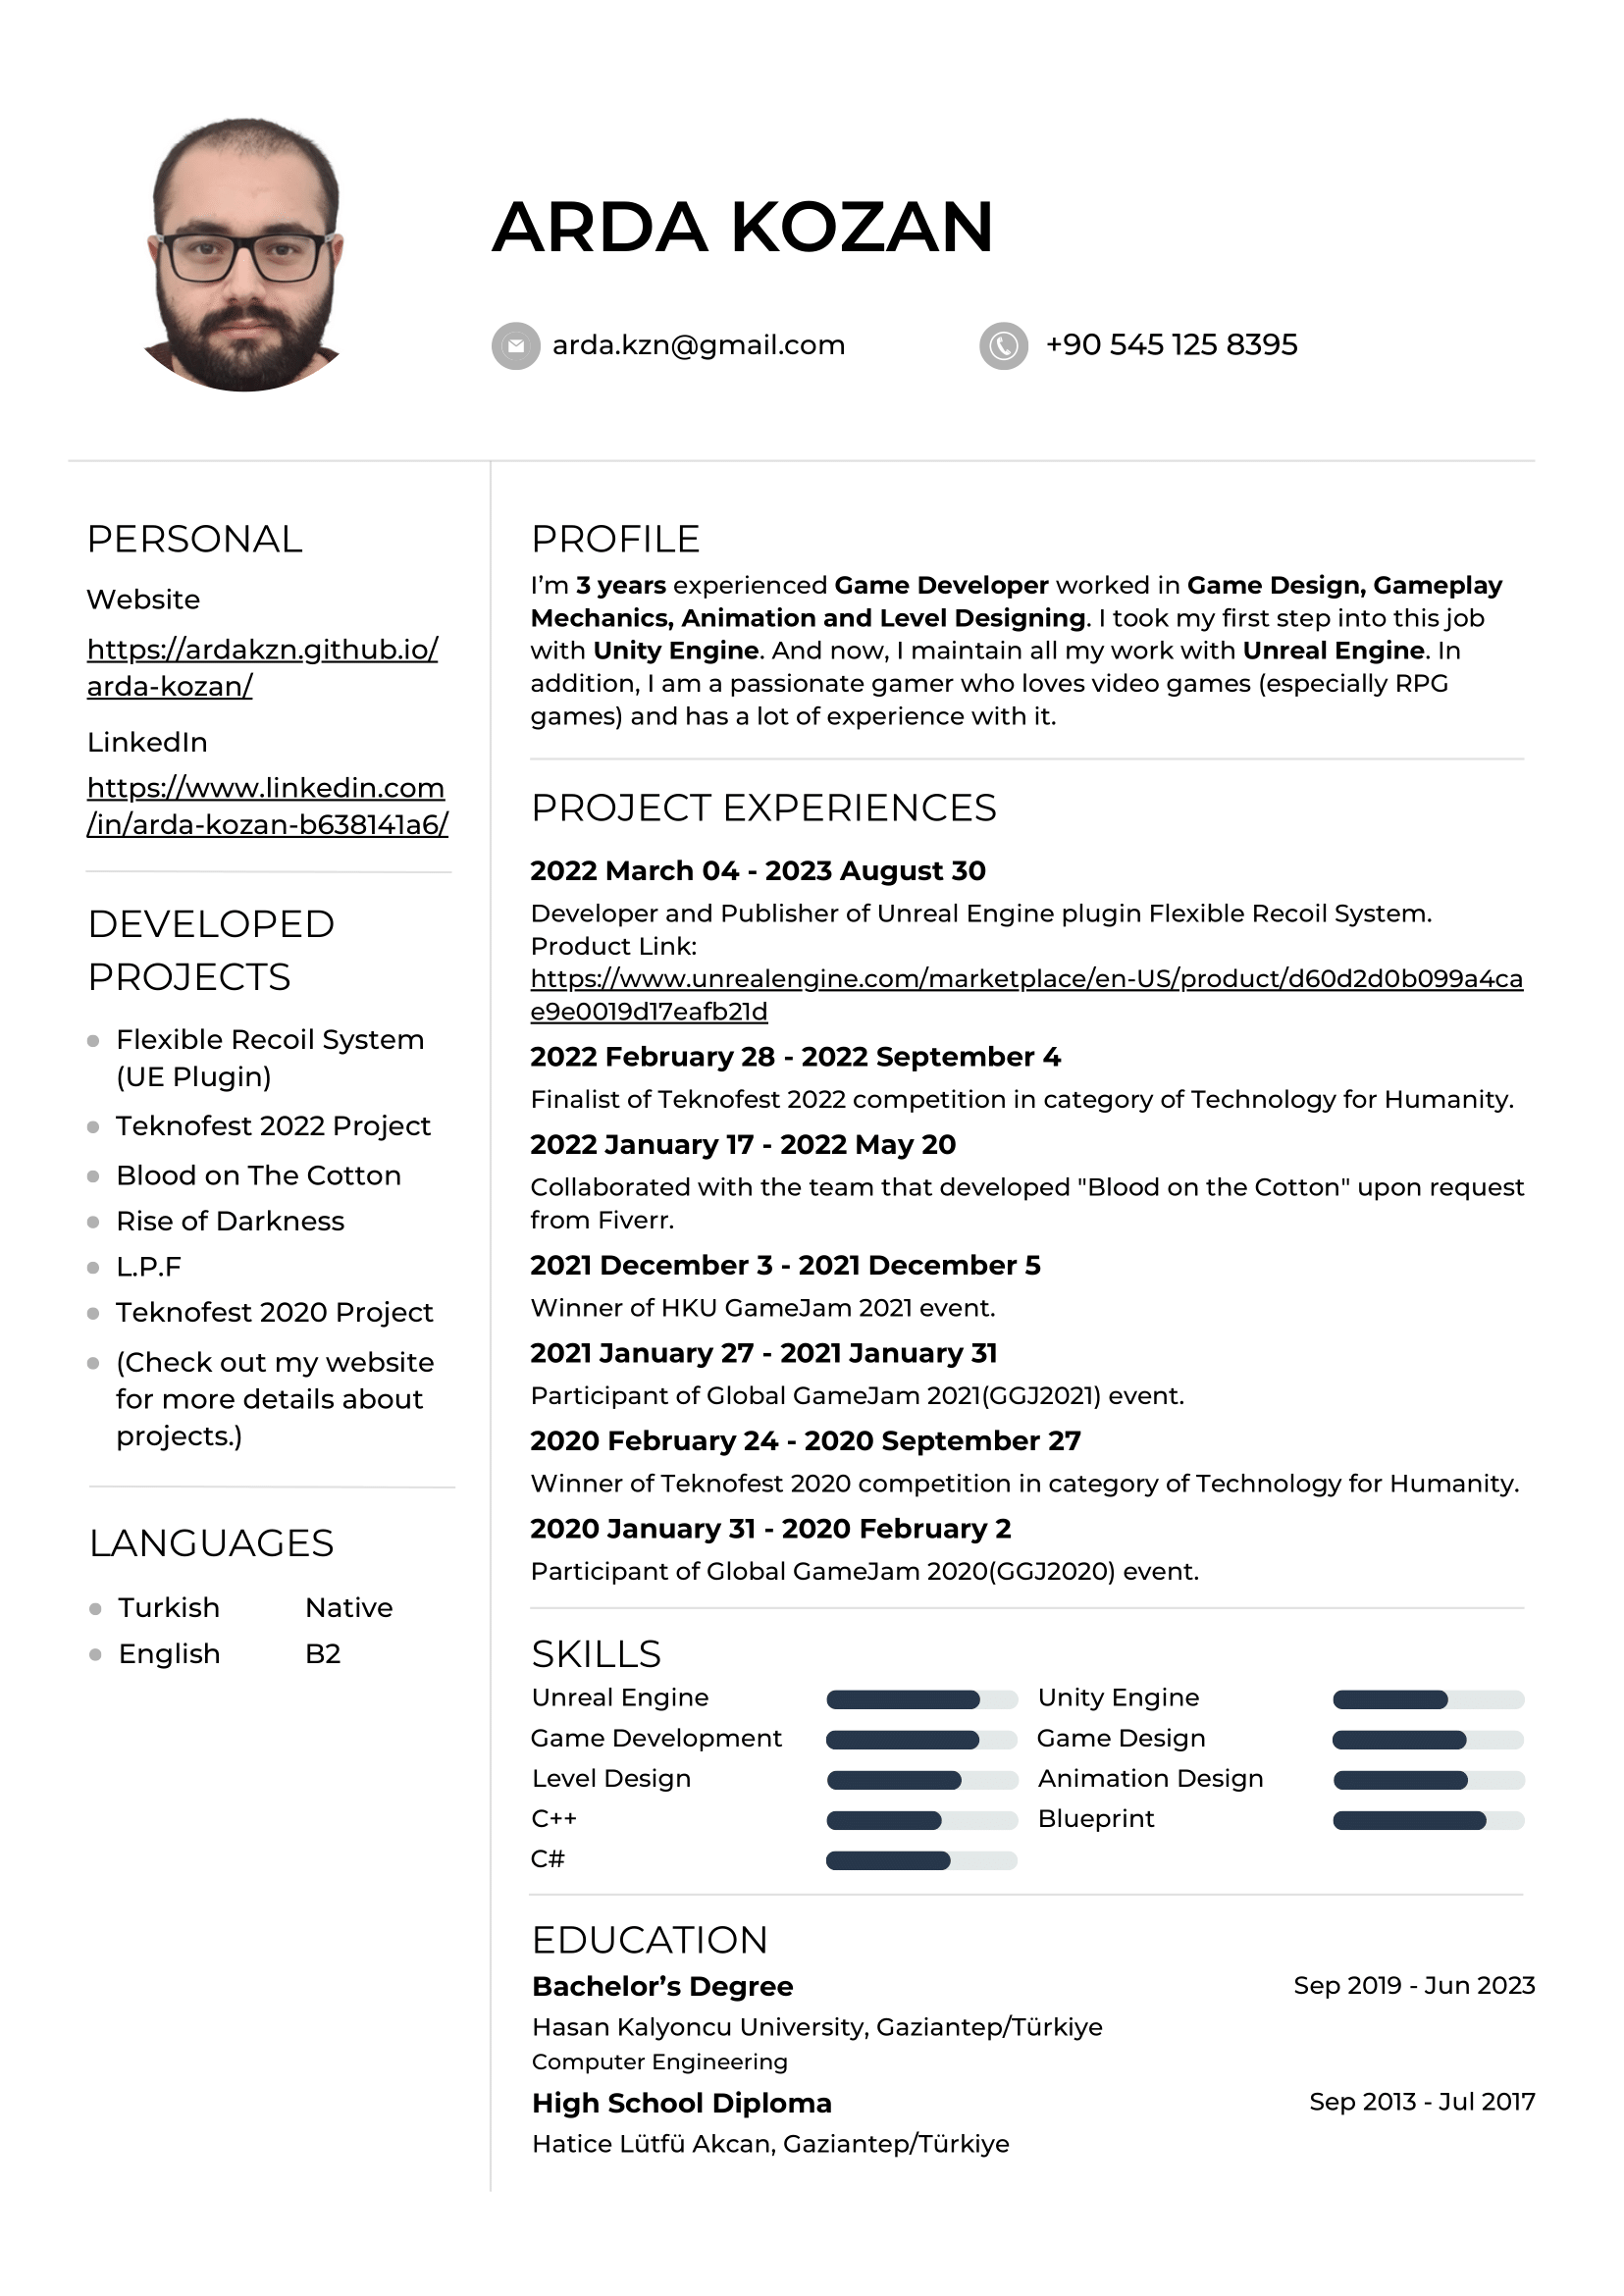 ARDA KOZAN
arda.kzn@gmail.com
+90 545 125 8395
PERSONAL
Website
https://ardakzn.github.io/
arda-kozan/
LinkedIn
https://www.linkedin.com
/in/arda-kozan-b638141a6/
DEVELOPED
PROJECTS
Flexible Recoil System
(UE Plugin)
Teknofest 2022 Project
Blood on The Cotton
Rise of Darkness
L.P.F
Teknofest 2020 Project
(Check out my website
for more details about
projects.)
LANGUAGES
Turkish Native
English B2
PROFILE
I’m 3 years experienced Game Developer worked in Game Design, Gameplay
Mechanics, Animation and Level Designing. I took my first step into this job
with Unity Engine. And now, I maintain all my work with Unreal Engine. In
addition, I am a passionate gamer who loves video games (especially RPG
games) and has a lot of experience with it.
PROJECT EXPERIENCES
2022 March 04 - 2023 August 30
Developer and Publisher of Unreal Engine plugin Flexible Recoil System.
Product Link:
https://www.unrealengine.com/marketplace/en-US/product/d60d2d0b099a4ca
e9e0019d17eafb21d
2022 February 28 - 2022 September 4
Finalist of Teknofest 2022 competition in category of Technology for Humanity.
2022 January 17 - 2022 May 20
Collaborated with the team that developed "Blood on the Cotton" upon request
from Fiverr.
2021 December 3 - 2021 December 5
Winner of HKU GameJam 2021 event.
2021 January 27 - 2021 January 31
Participant of Global GameJam 2021(GGJ2021) event.
2020 February 24 - 2020 September 27
Winner of Teknofest 2020 competition in category of Technology for Humanity.
2020 January 31 - 2020 February 2
Participant of Global GameJam 2020(GGJ2020) event.
SKILLS
Unreal Engine Unity Engine
Game Development Game Design
Level Design Animation Design
C++ Blueprint
C#
EDUCATION
Bachelor’s Degree Sep 2019 - Jun 2023
Hasan Kalyoncu University, Gaziantep/Türkiye
Computer Engineering
High School Diploma Sep 2013 - Jul 2017
Hatice Lütfü Akcan, Gaziantep/Türkiye